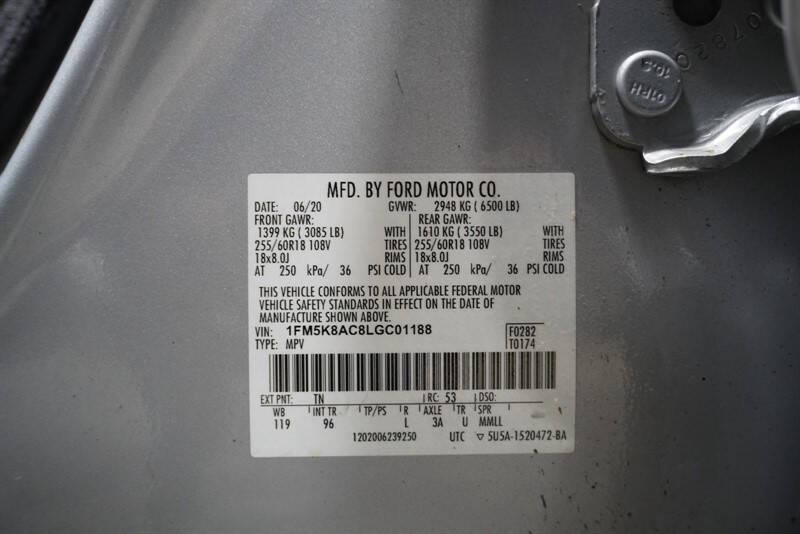 07820
01RH
10.5
MFD. BY FORD MOTOR CO.
DATE: 06/20 GVWR: 2948 KG ( 6500 LB)
FRONT GAWR: REAR GAWR:
1399 KG ( 3085 LB) WITH 1610 KG ( 3550 LB) WITH
255/60R18 108V TIRES 255/60R18 108V TIRES
18x8.0J RIMS 18x8.0J RIMS
AT 250 kPa/ 36 PSI COLD AT 250 kPa/ 36 PSI COLD
THIS VEHICLE CONFORMS TO ALL APPLICABLE FEDERAL MOTOR
VEHICLE SAFETY STANDARDS IN EFFECT ON THE DATE OF
MANUFACTURE SHOWN ABOVE.
VIN: 1FM5K8AC8LGC01188 F0282
TYPE: MPV T0174
EXT PNT: TN RC: 53 DSO:
WB INT TR TP/PS R AXLE TR SPR
119 96 L 3A U MMLL
1202006239250 UTC ▽ 5U5A-1520472-BA